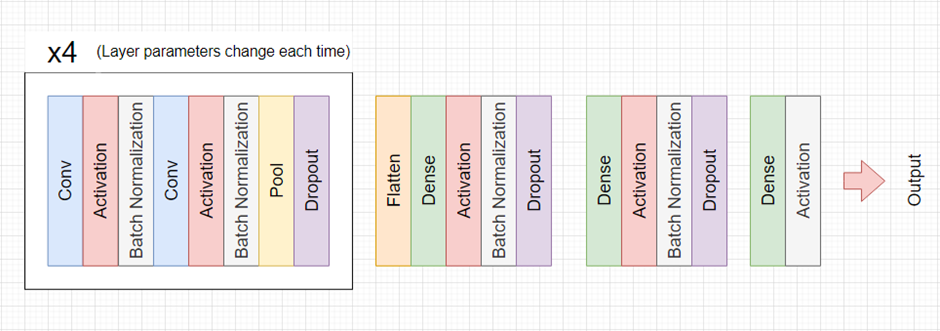 x4 (Layer parameters change each time)
Conv
Activation
Batch Normalization
Conv
Activation
Batch Normalization
Pool
Dropout
Flatten
Dense
Activation
Batch Normalization
Dropout
Dense
Activation
Batch Normalization
Dropout
Dense
Activation
Output